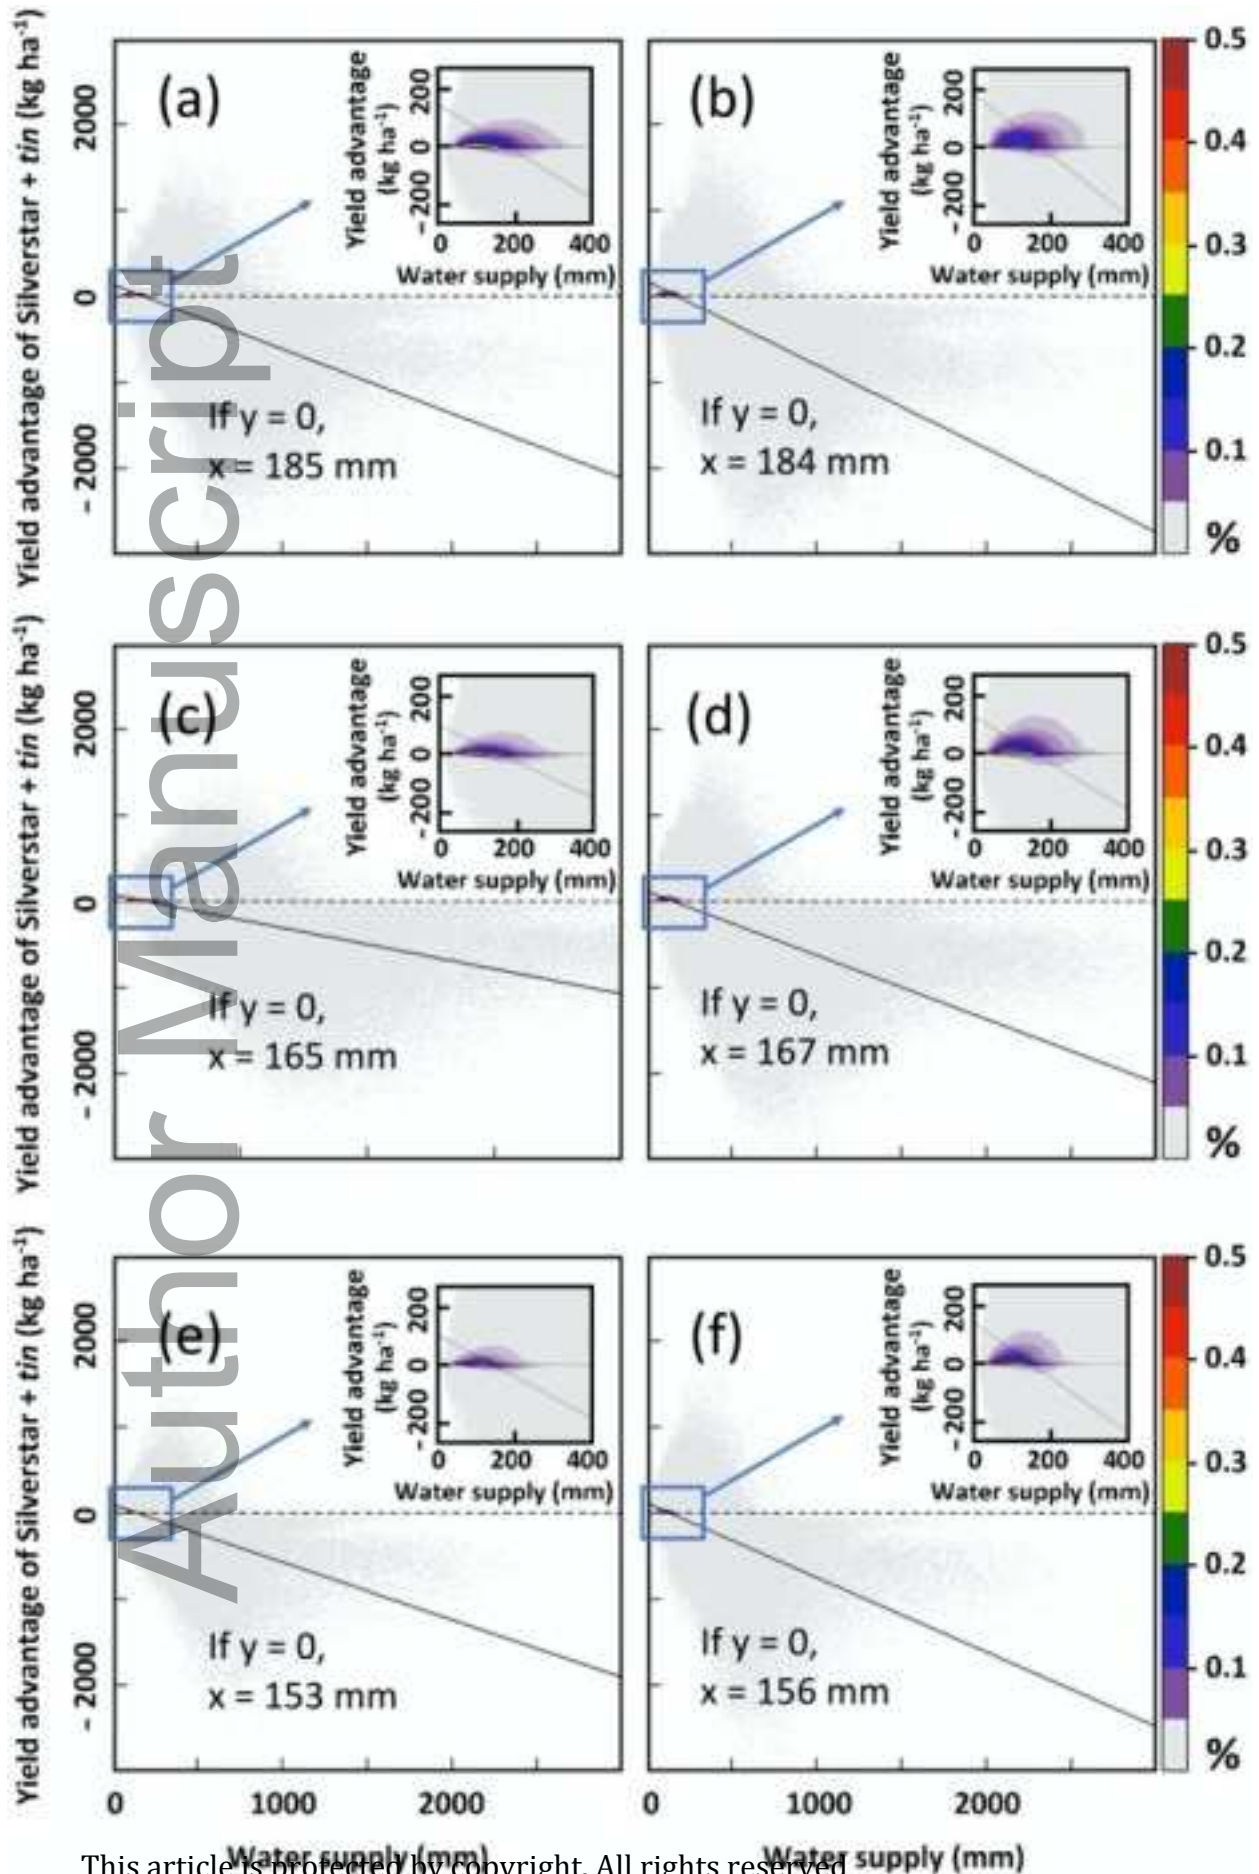 Yield advantage of Silverstar + tin (kg ha-1)
2000
0
- 2000
(a)
Yield advantage
(kg ha-1)
200
0
- 200
0 200 400
Water supply (mm)
If y = 0,
x = 185 mm
(b)
Yield advantage
(kg ha-1)
200
0
- 200
0 200 400
Water supply (mm)
If y = 0,
x = 184 mm
0.5
0.4
0.3
0.2
0.1
%
Yield advantage of Silverstar + tin (kg ha-1)
2000
0
- 2000
(c)
Yield advantage
(kg ha-1)
200
0
- 200
0 200 400
Water supply (mm)
If y = 0,
x = 165 mm
(d)
Yield advantage
(kg ha-1)
200
0
- 200
0 200 400
Water supply (mm)
If y = 0,
x = 167 mm
0.5
0.4
0.3
0.2
0.1
%
Yield advantage of Silverstar + tin (kg ha-1)
2000
0
- 2000
(e)
Yield advantage
(kg ha-1)
200
0
- 200
0 200 400
Water supply (mm)
If y = 0,
x = 153 mm
(f)
Yield advantage
(kg ha-1)
200
0
- 200
0 200 400
Water supply (mm)
If y = 0,
x = 156 mm
0.5
0.4
0.3
0.2
0.1
%
0 1000 2000
0 1000 2000
Water supply (mm)
Water supply (mm)
Author Manuscript
This article is protected by copyright. All rights reserved